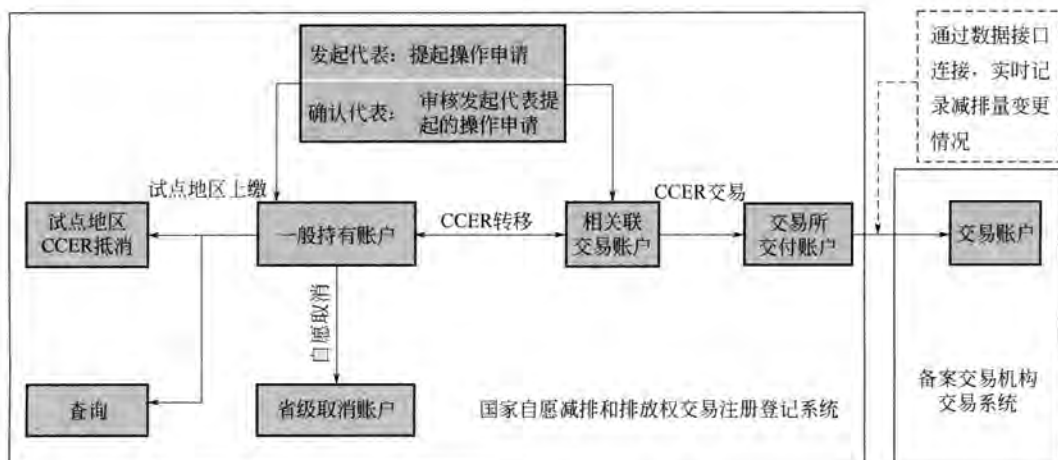 发起代表：提起操作申请
确认代表：
审核发起代表提
起的操作申请
通过数据接口
连接，实时记
录减排量变更
情况
试点地区上缴
试点地区
CCER抵消
一般持有账户
CCER转移
相关联
交易账户
CCER交易
交易所
交付账户
交易账户
自愿取消
查询
省级取消账户
国家自愿减排和排放权交易注册登记系统
备案交易机构
交易系统